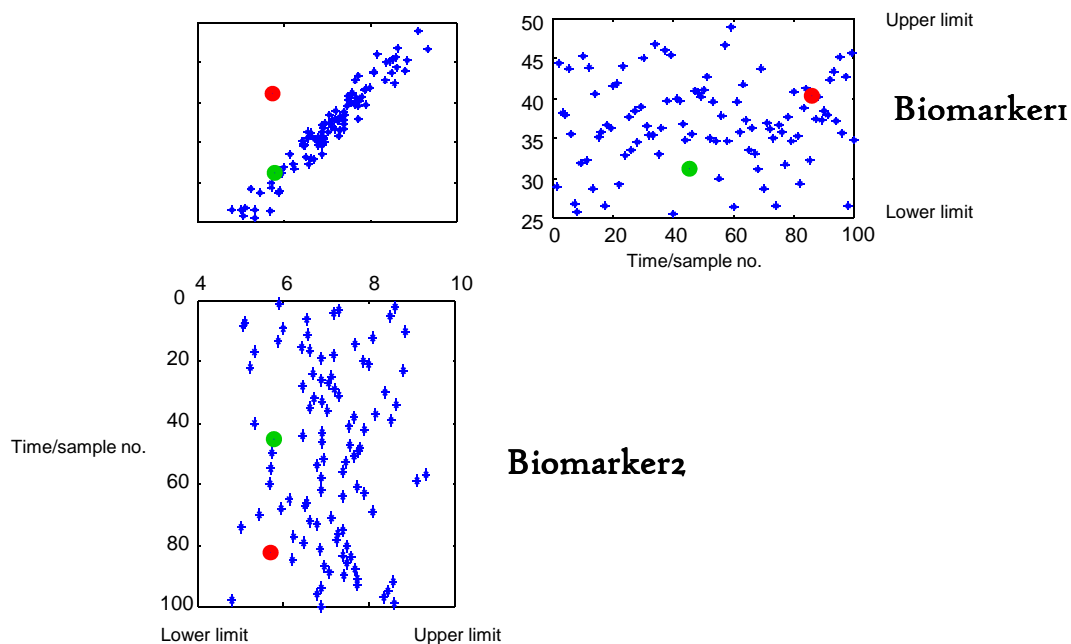 50
45
40
35
30
25
0 20 40 60 80 100
Time/sample no.
Upper limit
Biomarker1
Lower limit
4 6 8 10
0
20
40
60
80
100
Time/sample no.
Biomarker2
Lower limit Upper limit